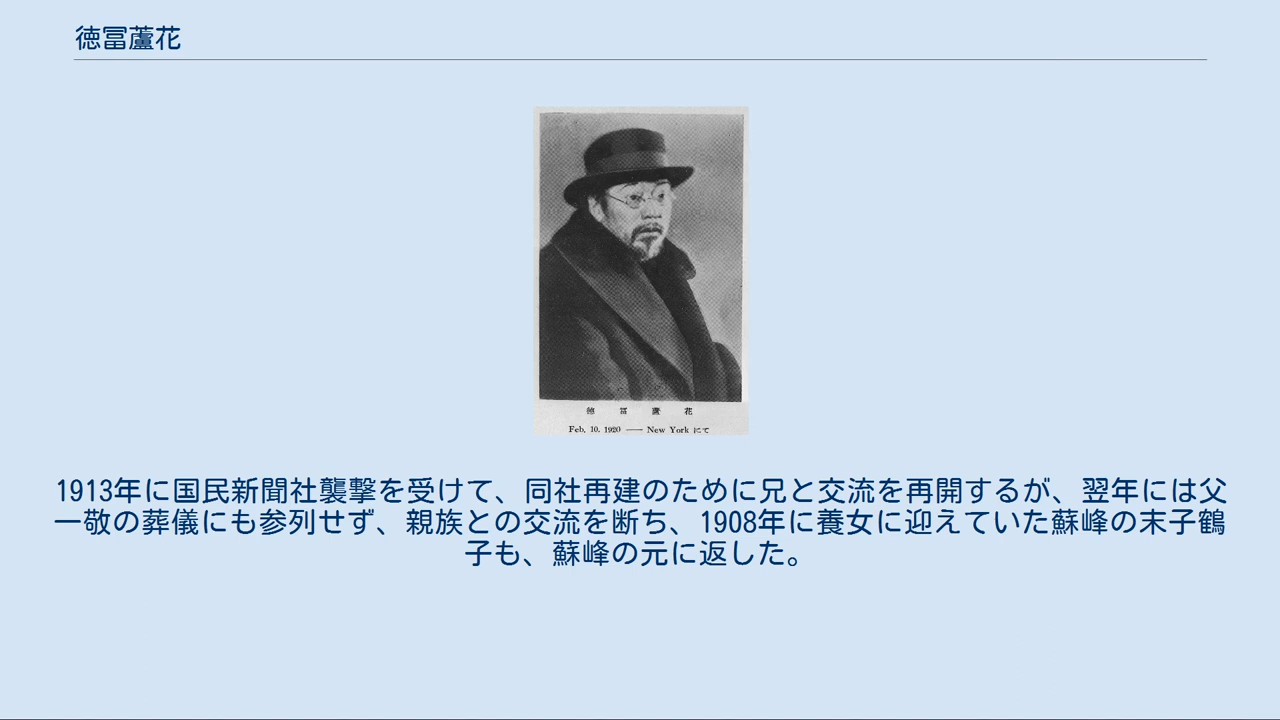 徳冨蘆花
徳冨蘆花
Feb. 10. 1920 — New York にて
1913年に国民新聞社襲撃を受けて、同社再建のために兄と交流を再開するが、翌年には父
一敬の葬儀にも参列せず、親族との交流を断ち、1908年に養女に迎えていた蘇峰の末子鶴
子も、蘇峰の元に返した。